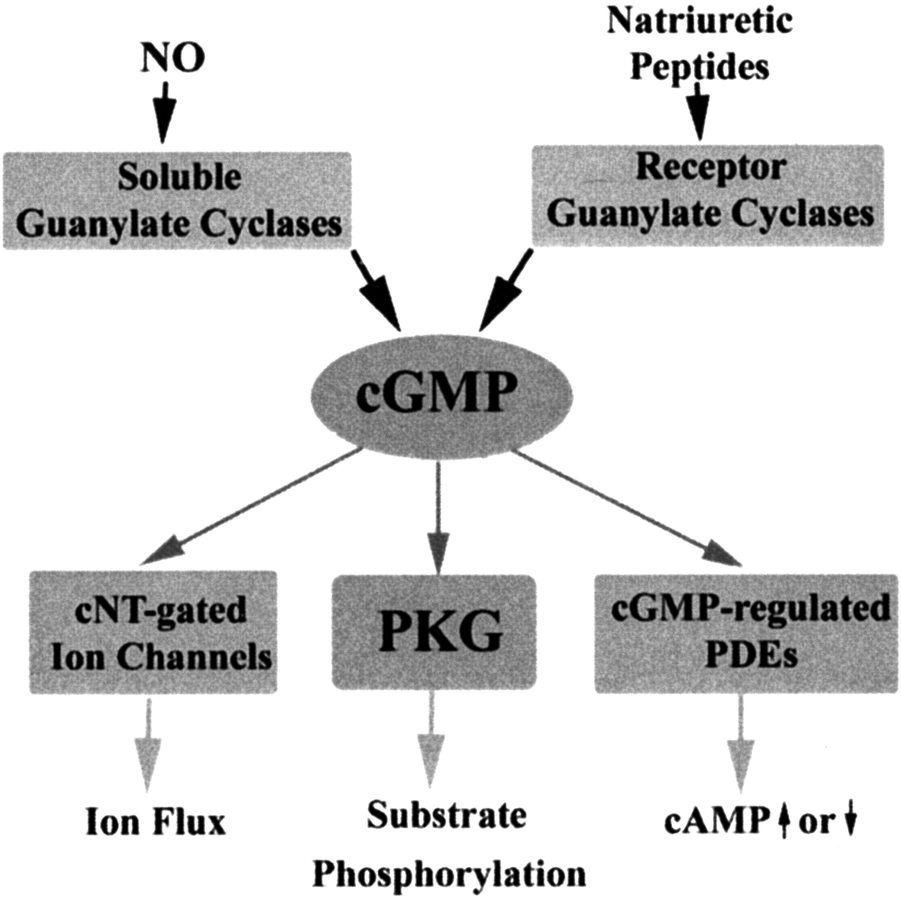 NO
Natriuretic
Peptides
Soluble
Guanylate Cyclases
Receptor
Guanylate Cyclases
cGMP
cNT-gated
Ion Channels
PKG
cGMP-regulated
PDEs
Ion Flux
Substrate
Phosphorylation
cAMP ↑ or ↓